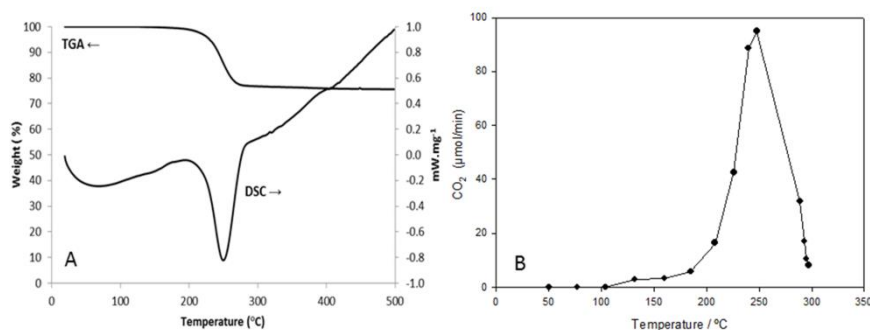 100
90
80
70
60
50
40
30
20
10
0
Weight ( %)
TGA ←
DSC →
A
1.0
0.8
0.6
0.4
0.2
0.0
-0.2
-0.4
-0.6
-0.8
-1.0
mW.mg⁻¹
0 100 200 300 400 500
Temperature (ºC)
100
80
60
40
20
0
CO₂ (µmol/min)
B
0 50 100 150 200 250 300 350
Temperature / ºC